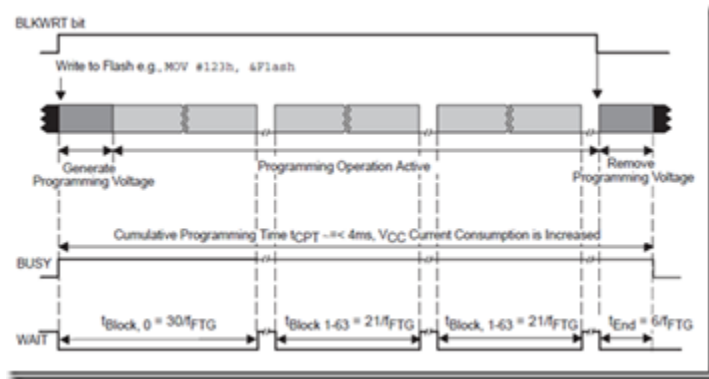 BLKWRT bit
Write to Flash e.g., MOV #123h, &Flash
Generate
Programming Voltage
Programming Operation Active
Remove
Programming Voltage
Cumulative Programming Time tCPT ~=< 4ms, VCC Current Consumption is Increased
BUSY
tBlock, 0 = 30/fFTG
tBlock 1-63 = 21/fFTG
tBlock, 1-63 = 21/fFTG
tEnd = 6/fFTG
WAIT